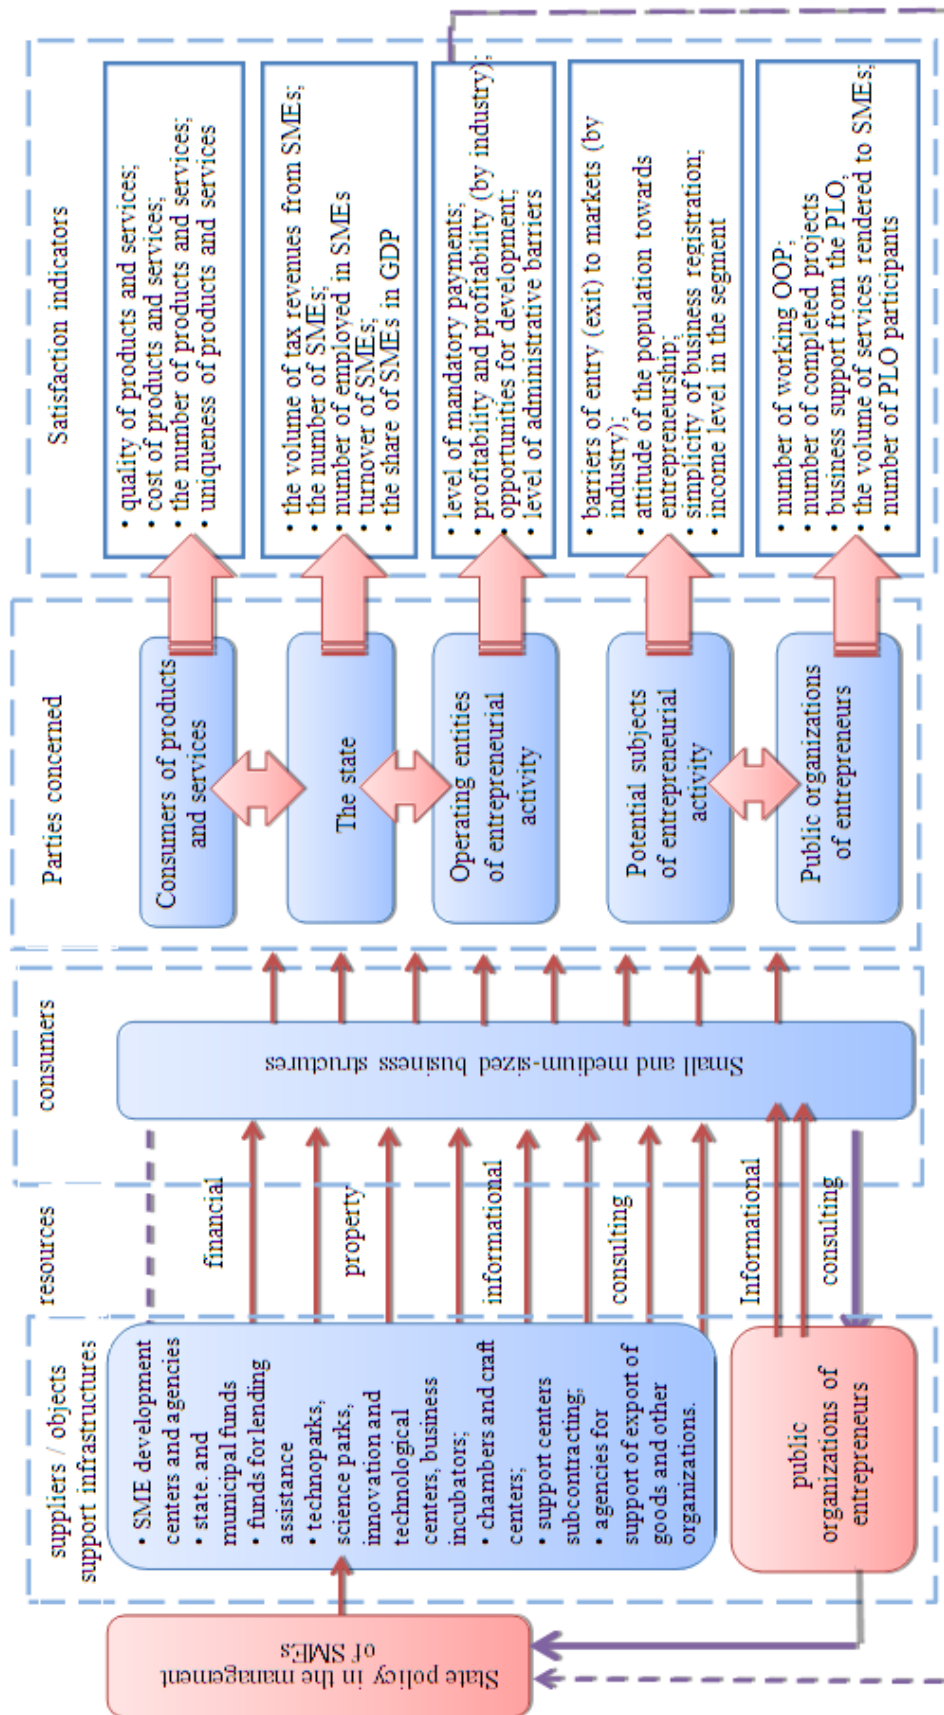 State policy in the management
of SMEs
suppliers / objects
support infrastructures
• SME development
centers and agencies
• state. and
municipal funds
• funds for lending
assistance
• technoparks,
science parks,
innovation and
technological
centers, business
incubators;
• chambers and craft
centers;
• support centers
subcontracting;
• agencies for
support of export of
goods and other
organizations.
public
organizations of
entrepreneurs
resources
financial
property
informational
consulting
Informational
consulting
consumers
Small and medium-sized business structures
Parties concerned
Consumers of products
and services
The state
Operating entities
of entrepreneurial
activity
Potential subjects
of entrepreneurial
activity
Public organizations
of entrepreneurs
Satisfaction indicators
• quality of products and services;
• cost of products and services;
• the number of products and services;
• uniqueness of products and services
• the volume of tax revenues from SMEs;
• the number of SMEs;
• number of employed in SMEs
• turnover of SMEs;
• the share of SMEs in GDP
• level of mandatory payments;
• profitability and profitability (by industry);
• opportunities for development;
• level of administrative barriers
• barriers of entry (exit) to markets (by
industry);
• attitude of the population towards
entrepreneurship;
• simplicity of business registration;
• income level in the segment
• number of working OOP;
• number of completed projects
• business support from the PLO,
• the volume of services rendered to SMEs;
• number of PLO participants